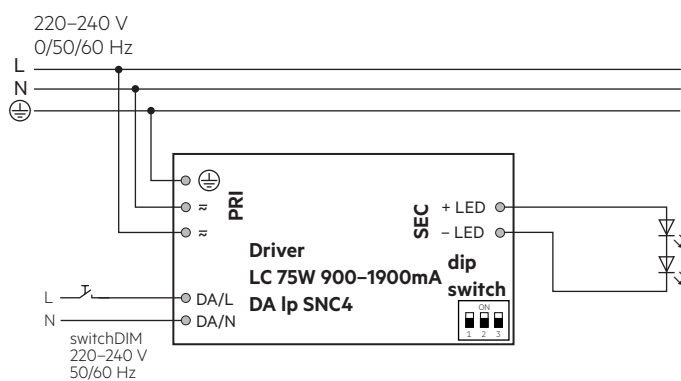 220–240 V
0/50/60 Hz
L
N
PRI
≂
≂
SEC
+ LED
– LED
Driver
LC 75W 900–1900mA
DA lp SNC4
dip
switch
ON
1 2 3
L
DA/L
N
DA/N
switchDIM
220–240 V
50/60 Hz